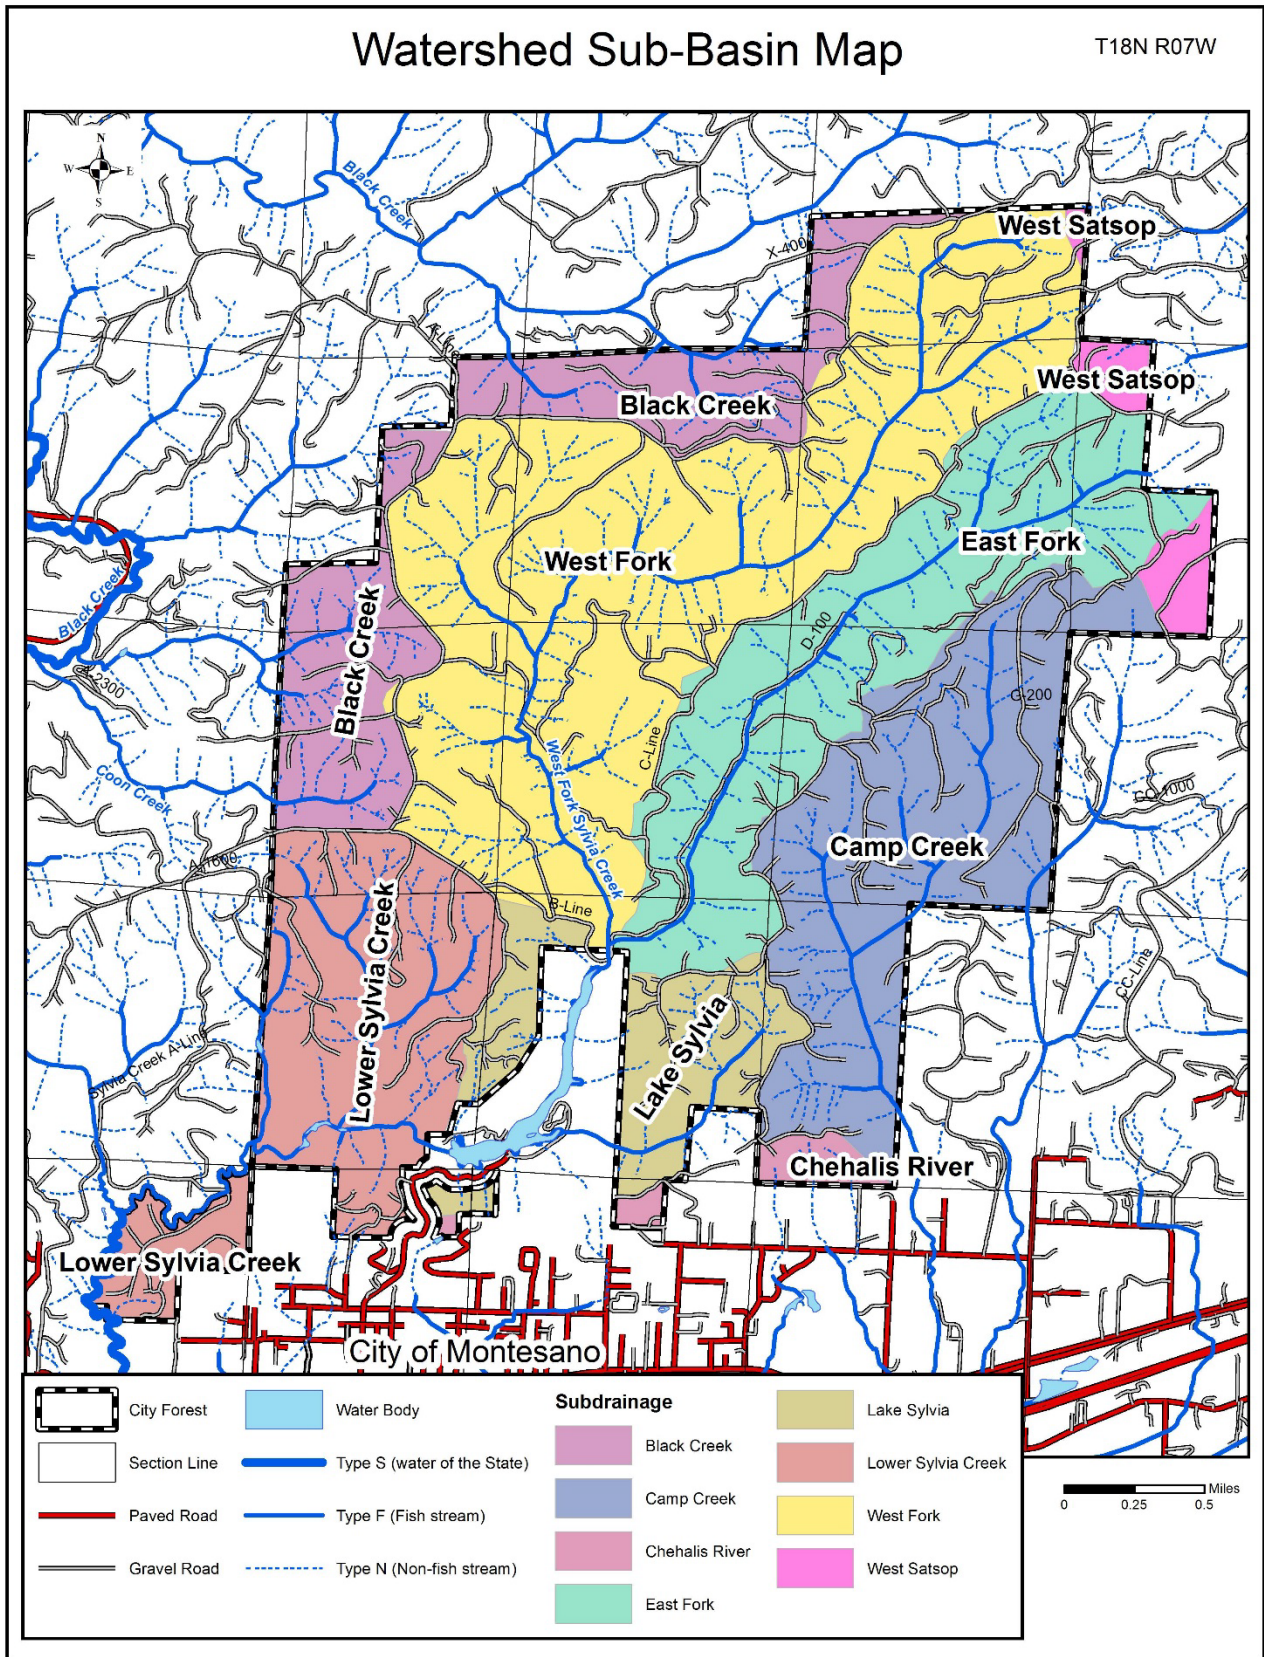 Watershed Sub-Basin Map
T18N R07W
N
W E
S
Black Creek
X-400
West Satsop
A-Line
West Satsop
Black Creek
West Fork
East Fork
Black Creek
D-100
Black Creek
A-2300
C-200
C-Line
West Fork Sylvia Creek
Coon Creek
CC-1000
Camp Creek
A-1600
B-Line
Lower Sylvia Creek
CC-Line
Lake Sylvia
Sylvia Creek A-Line
Chehalis River
Lower Sylvia Creek
City of Montesano
City Forest
Section Line
Paved Road
Gravel Road
Water Body
Type S (water of the State)
Type F (Fish stream)
Type N (Non-fish stream)
Subdrainage
Black Creek
Camp Creek
Chehalis River
East Fork
Lake Sylvia
Lower Sylvia Creek
West Fork
West Satsop
Miles
0 0.25 0.5